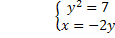 { y² = 7
x = −2y